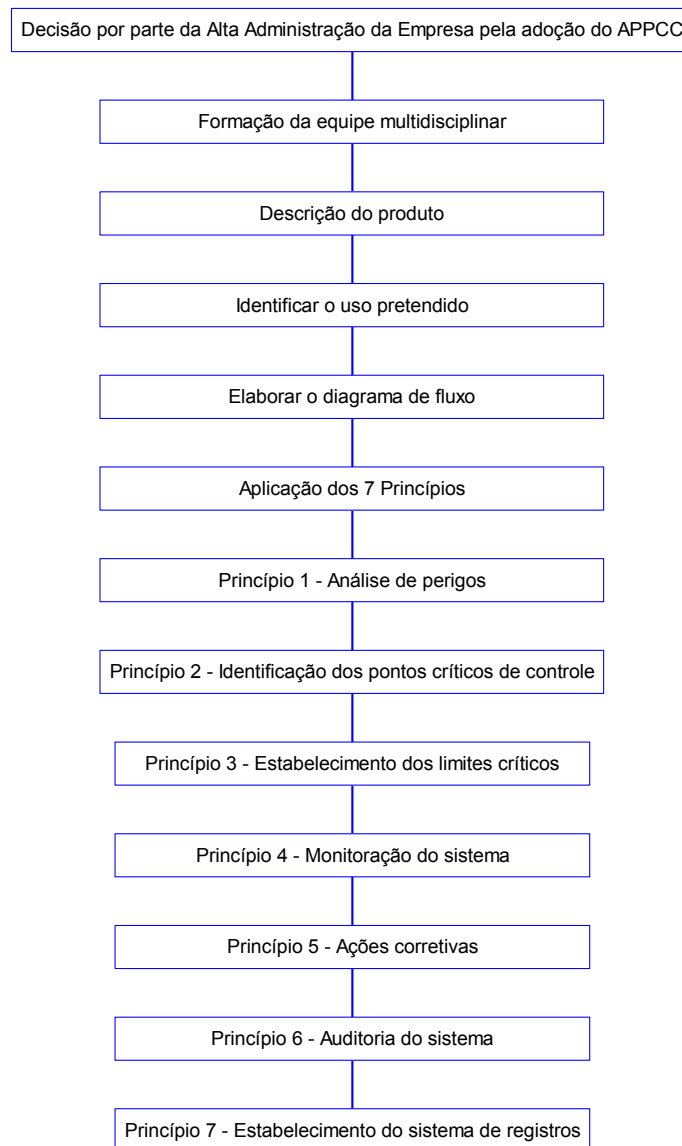 Decisão por parte da Alta Administração da Empresa pela adoção do APPCC
Formação da equipe multidisciplinar
Descrição do produto
Identificar o uso pretendido
Elaborar o diagrama de fluxo
Aplicação dos 7 Princípios
Princípio 1 - Análise de perigos
Princípio 2 - Identificação dos pontos críticos de controle
Princípio 3 - Estabelecimento dos limites críticos
Princípio 4 - Monitoração do sistema
Princípio 5 - Ações corretivas
Princípio 6 - Auditoria do sistema
Princípio 7 - Estabelecimento do sistema de registros